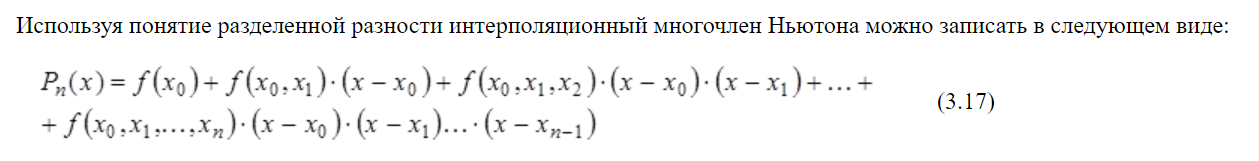 Используя понятие разделенной разности интерполяционный многочлен Ньютона можно записать в следующем виде:
Pₙ(x) = f(x₀) + f(x₀,x₁)·(x − x₀) + f(x₀,x₁,x₂)·(x − x₀)·(x − x₁) + … +
+ f(x₀,x₁,…,xₙ)·(x − x₀)·(x − x₁)…·(x − xₙ₋₁)
(3.17)